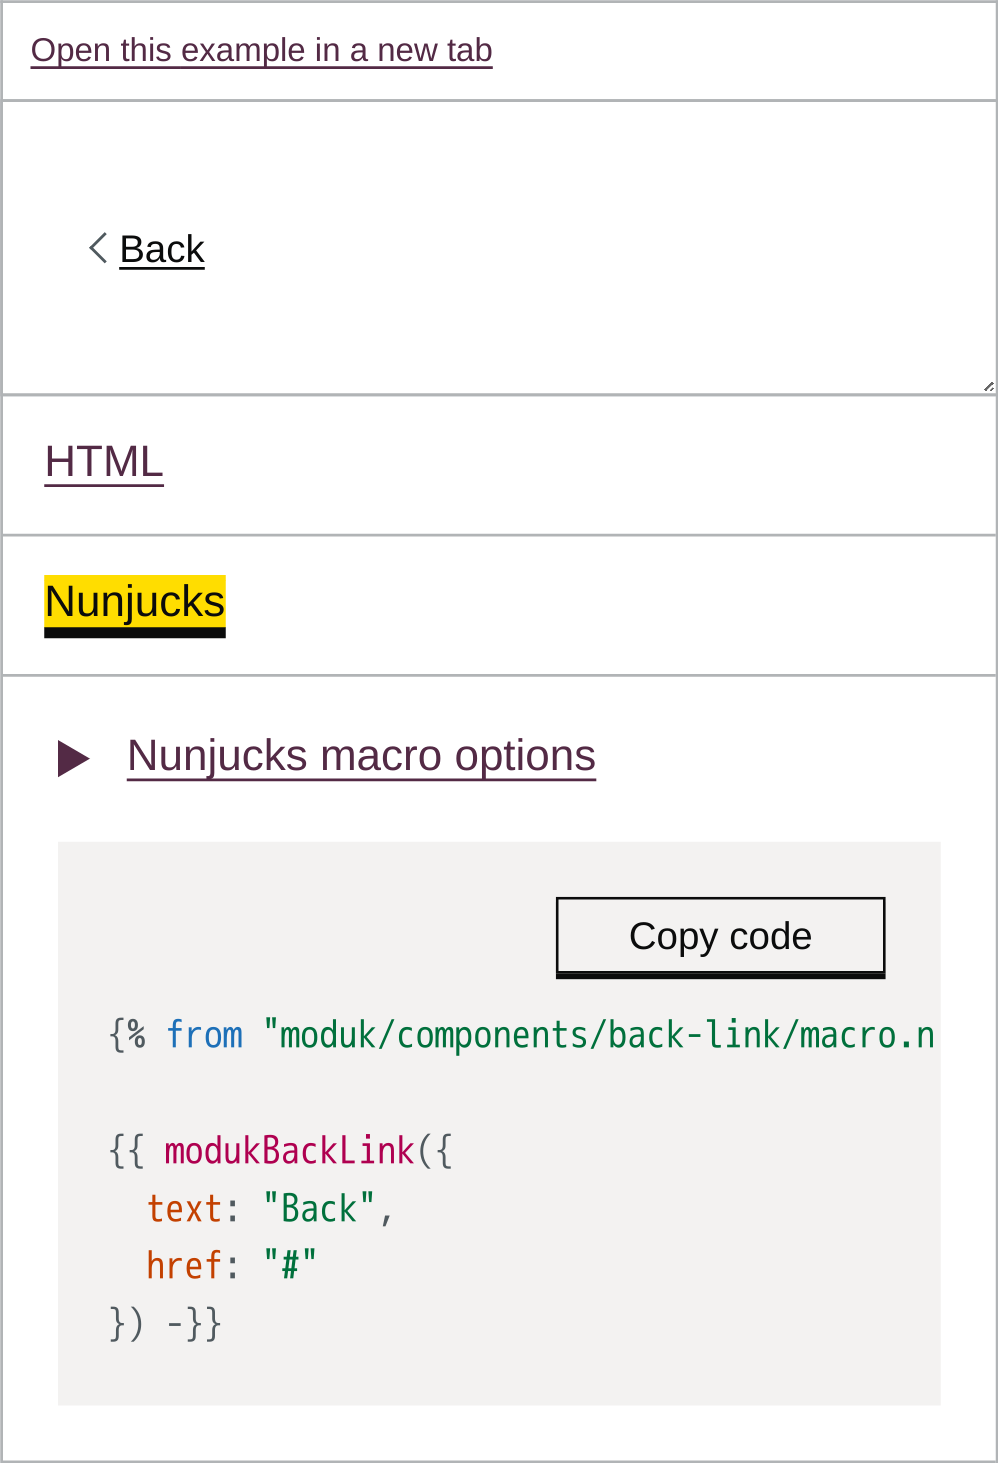 Open this example in a new tab
Back
HTML
Nunjucks
Nunjucks macro options
Copy code
{% from "moduk/components/back-link/macro.n
{{ modukBackLink({
  text: "Back",
  href: "#"
}) -}}